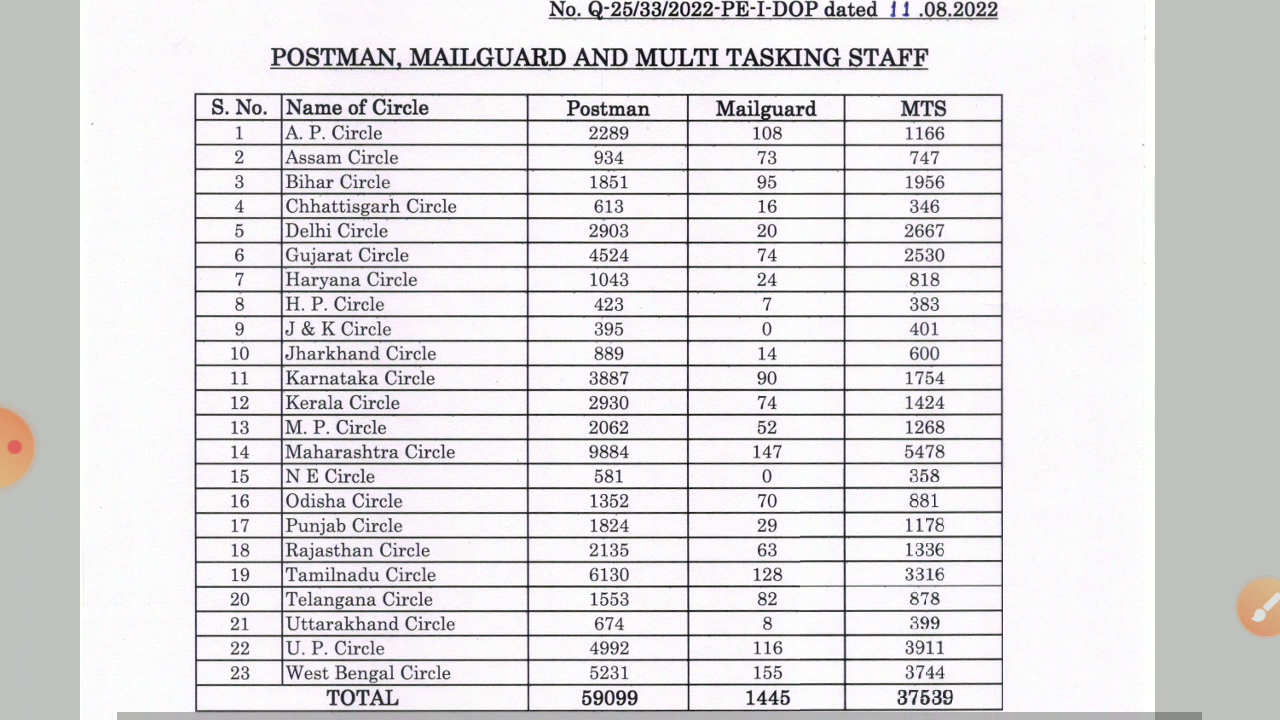 No. Q-25/33/2022-PE-I-DOP dated 11 .08.2022
POSTMAN, MAILGUARD AND MULTI TASKING STAFF
S. No. Name of Circle Postman Mailguard MTS
1 A. P. Circle 2289 108 1166
2 Assam Circle 934 73 747
3 Bihar Circle 1851 95 1956
4 Chhattisgarh Circle 613 16 346
5 Delhi Circle 2903 20 2667
6 Gujarat Circle 4524 74 2530
7 Haryana Circle 1043 24 818
8 H. P. Circle 423 7 383
9 J & K Circle 395 0 401
10 Jharkhand Circle 889 14 600
11 Karnataka Circle 3887 90 1754
12 Kerala Circle 2930 74 1424
13 M. P. Circle 2062 52 1268
14 Maharashtra Circle 9884 147 5478
15 N E Circle 581 0 358
16 Odisha Circle 1352 70 881
17 Punjab Circle 1824 29 1178
18 Rajasthan Circle 2135 63 1336
19 Tamilnadu Circle 6130 128 3316
20 Telangana Circle 1553 82 878
21 Uttarakhand Circle 674 8 399
22 U. P. Circle 4992 116 3911
23 West Bengal Circle 5231 155 3744
TOTAL 59099 1445 37539